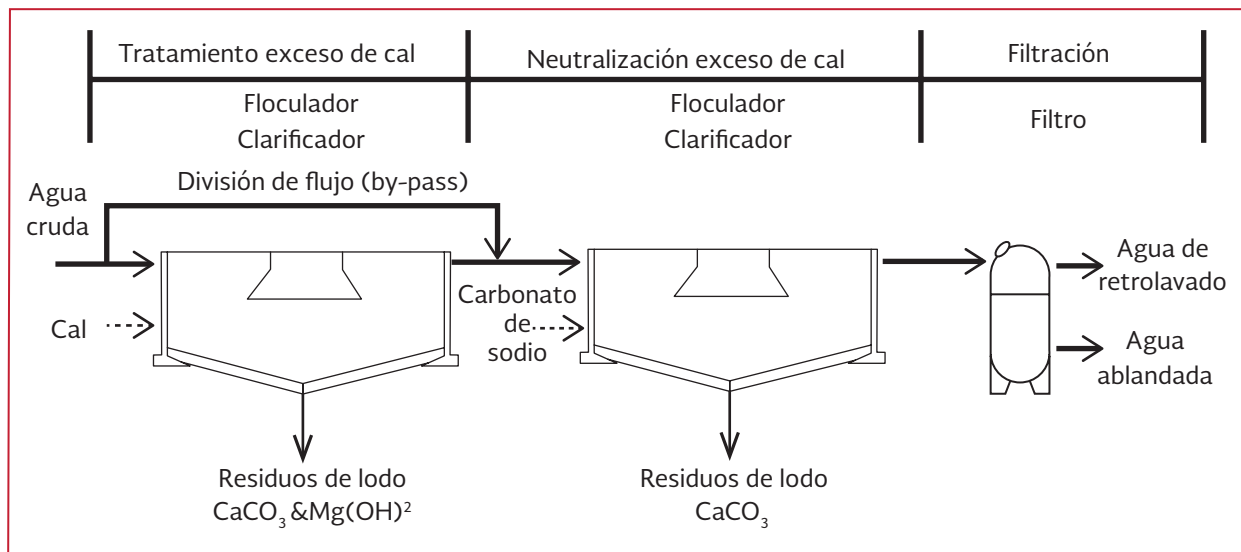 Tratamiento exceso de cal
Neutralización exceso de cal
Filtración
Floculador
Clarificador
Floculador
Clarificador
Filtro
División de flujo (by-pass)
Agua
cruda
Cal
Carbonato
de
sodio
Agua de
retrolavado
Agua
ablandada
Residuos de lodo
CaCO₃ &Mg(OH)²
Residuos de lodo
CaCO₃